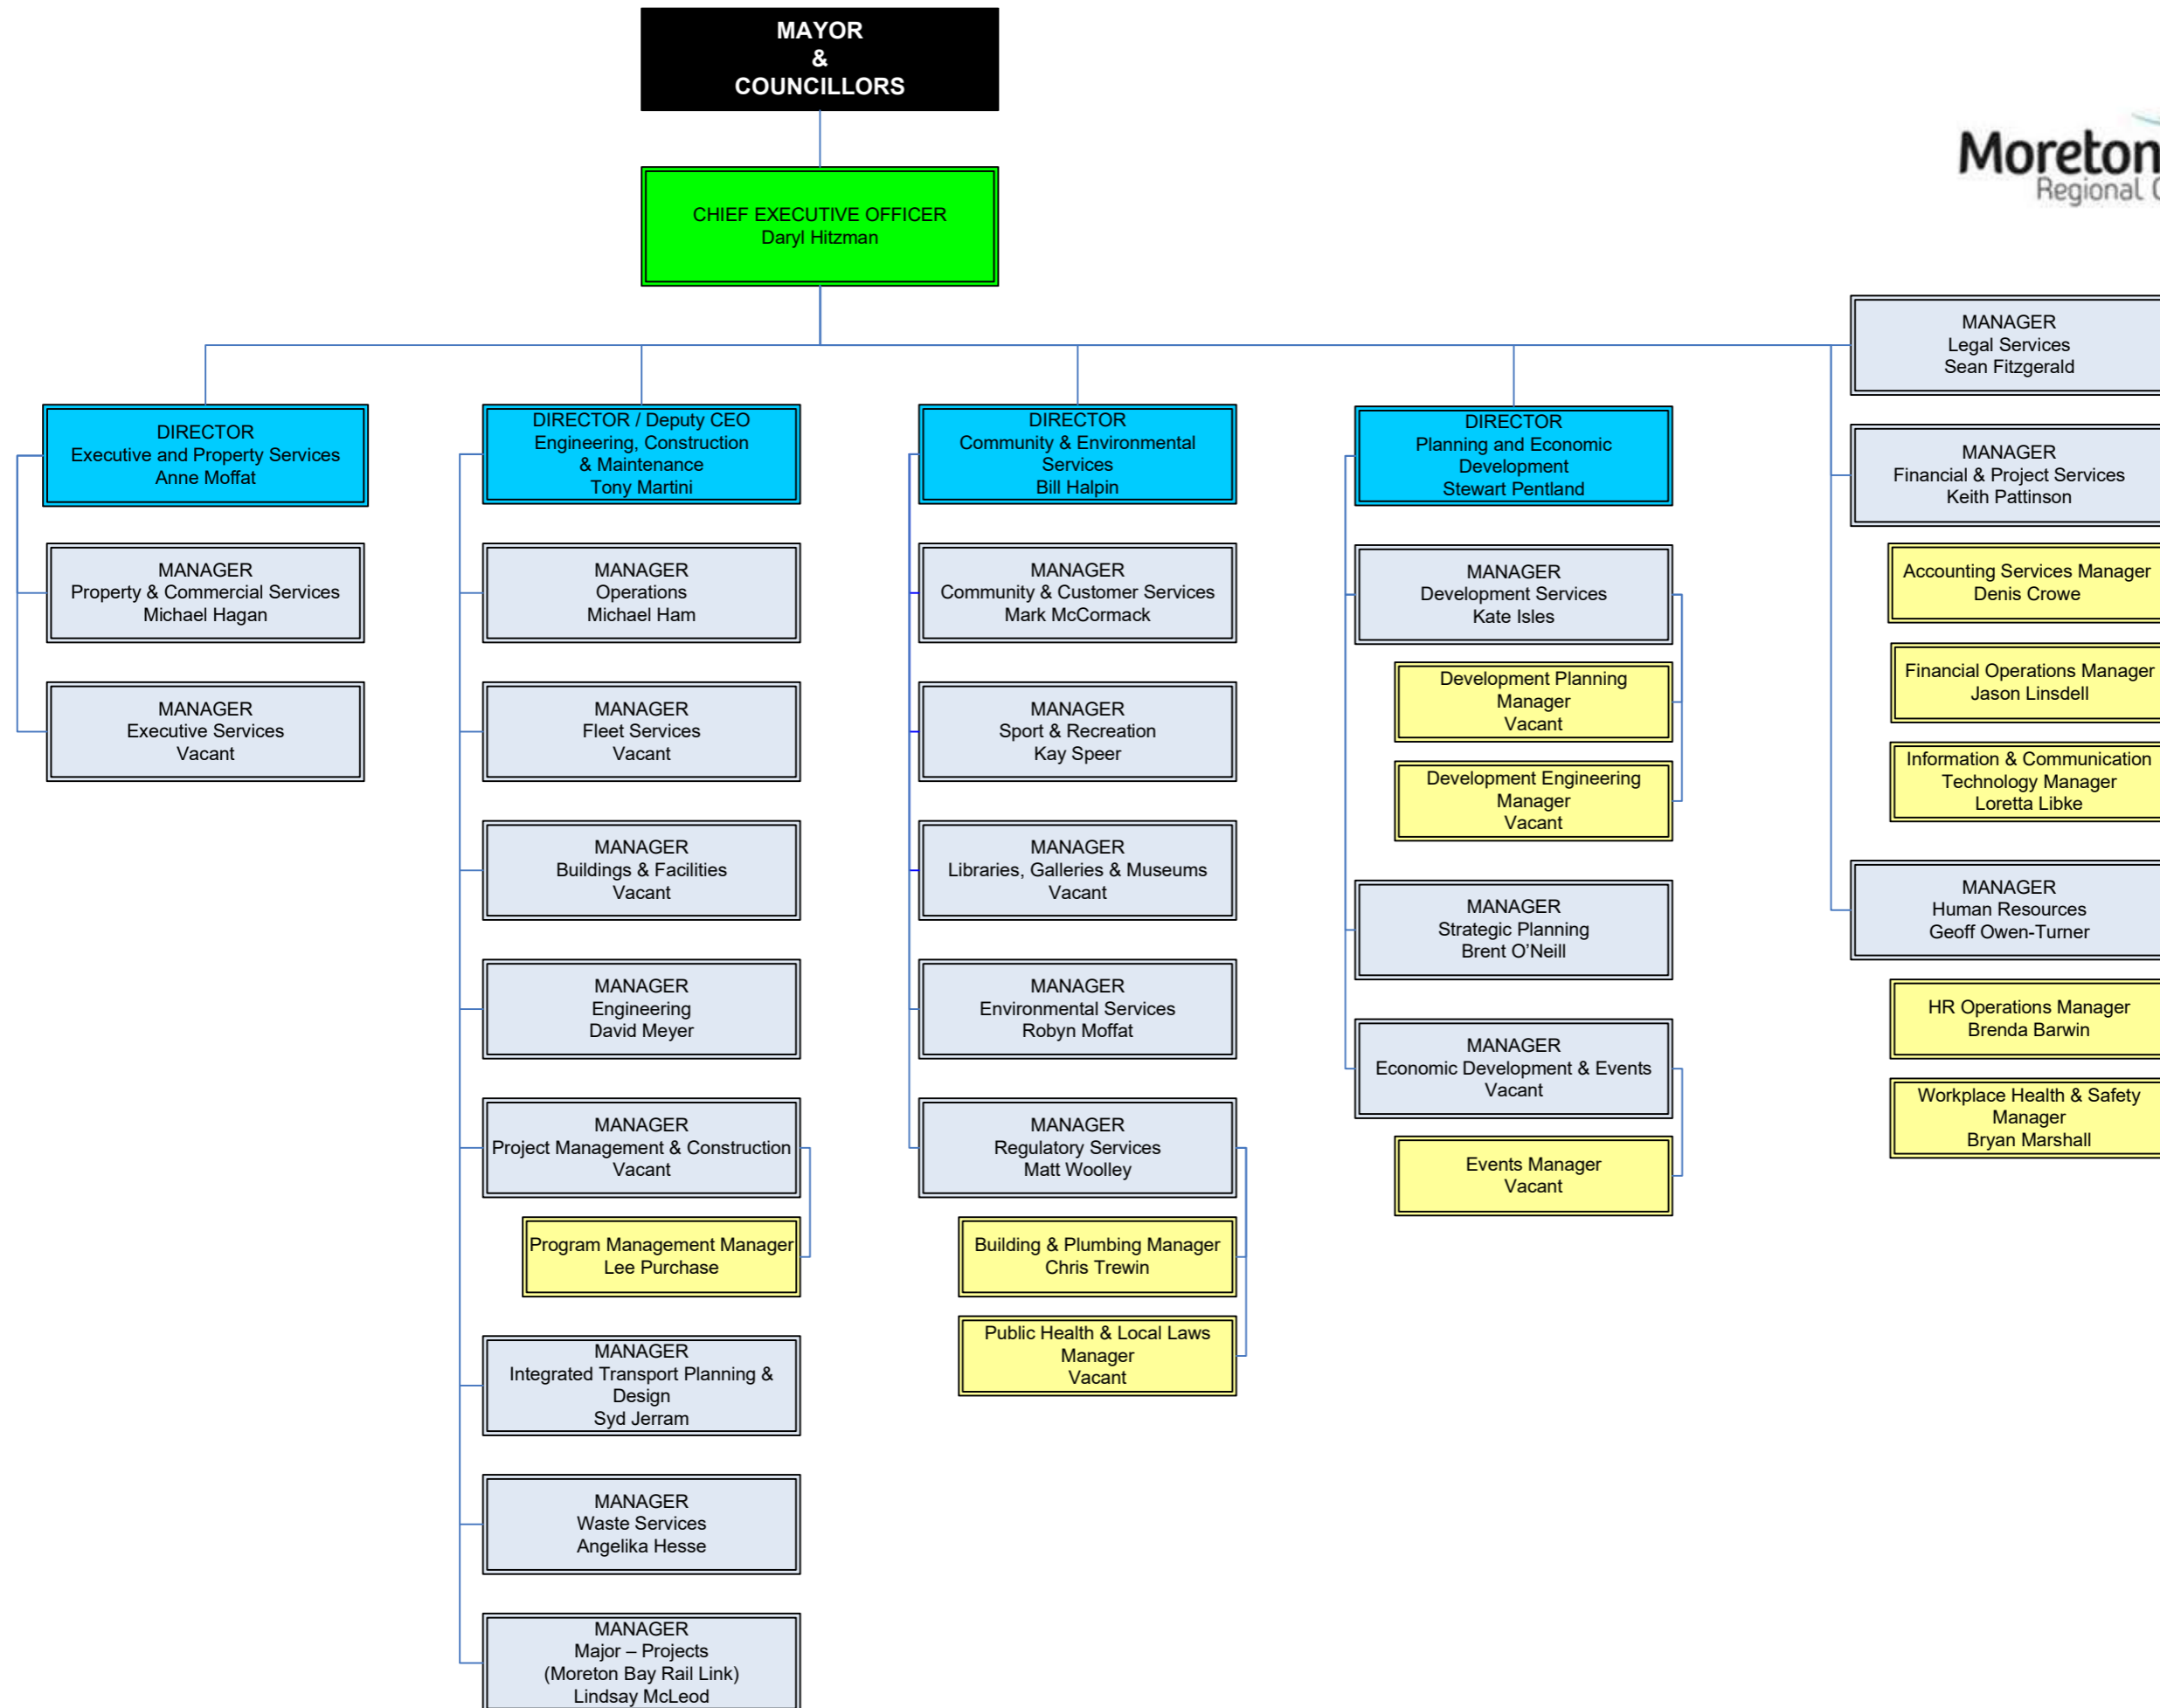 MAYOR
&
COUNCILLORS
CHIEF EXECUTIVE OFFICER
Daryl Hitzman
Moreton
Regional
DIRECTOR
Executive and Property Services
Anne Moffat
MANAGER
Property & Commercial Services
Michael Hagan
MANAGER
Executive Services
Vacant
DIRECTOR / Deputy CEO
Engineering, Construction
& Maintenance
Tony Martini
MANAGER
Operations
Michael Ham
MANAGER
Fleet Services
Vacant
MANAGER
Buildings & Facilities
Vacant
MANAGER
Engineering
David Meyer
MANAGER
Project Management & Construction
Vacant
Program Management Manager
Lee Purchase
MANAGER
Integrated Transport Planning &
Design
Syd Jerram
MANAGER
Waste Services
Angelika Hesse
MANAGER
Major – Projects
(Moreton Bay Rail Link)
Lindsay McLeod
DIRECTOR
Community & Environmental
Services
Bill Halpin
MANAGER
Community & Customer Services
Mark McCormack
MANAGER
Sport & Recreation
Kay Speer
MANAGER
Libraries, Galleries & Museums
Vacant
MANAGER
Environmental Services
Robyn Moffat
MANAGER
Regulatory Services
Matt Woolley
Building & Plumbing Manager
Chris Trewin
Public Health & Local Laws
Manager
Vacant
DIRECTOR
Planning and Economic
Development
Stewart Pentland
MANAGER
Development Services
Kate Isles
Development Planning
Manager
Vacant
Development Engineering
Manager
Vacant
MANAGER
Strategic Planning
Brent O’Neill
MANAGER
Economic Development & Events
Vacant
Events Manager
Vacant
MANAGER
Legal Services
Sean Fitzgerald
MANAGER
Financial & Project Services
Keith Pattinson
Accounting Services Manager
Denis Crowe
Financial Operations Manager
Jason Linsdell
Information & Communication
Technology Manager
Loretta Libke
MANAGER
Human Resources
Geoff Owen-Turner
HR Operations Manager
Brenda Barwin
Workplace Health & Safety
Manager
Bryan Marshall